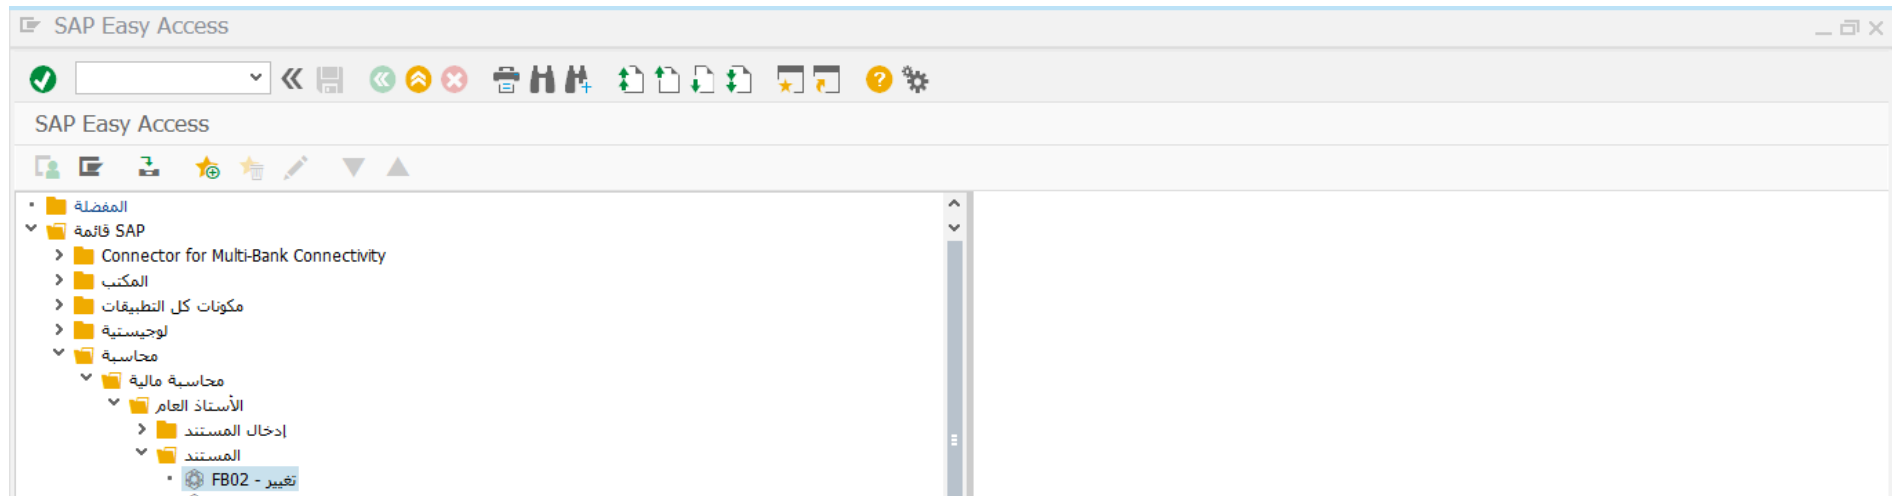 SAP Easy Access
SAP Easy Access
المفضلة
قائمة SAP
Connector for Multi-Bank Connectivity
المكتب
مكونات كل التطبيقات
لوجيستية
محاسبة
محاسبة مالية
الأستاذ العام
إدخال المستند
المستند
FB02 - تغيير